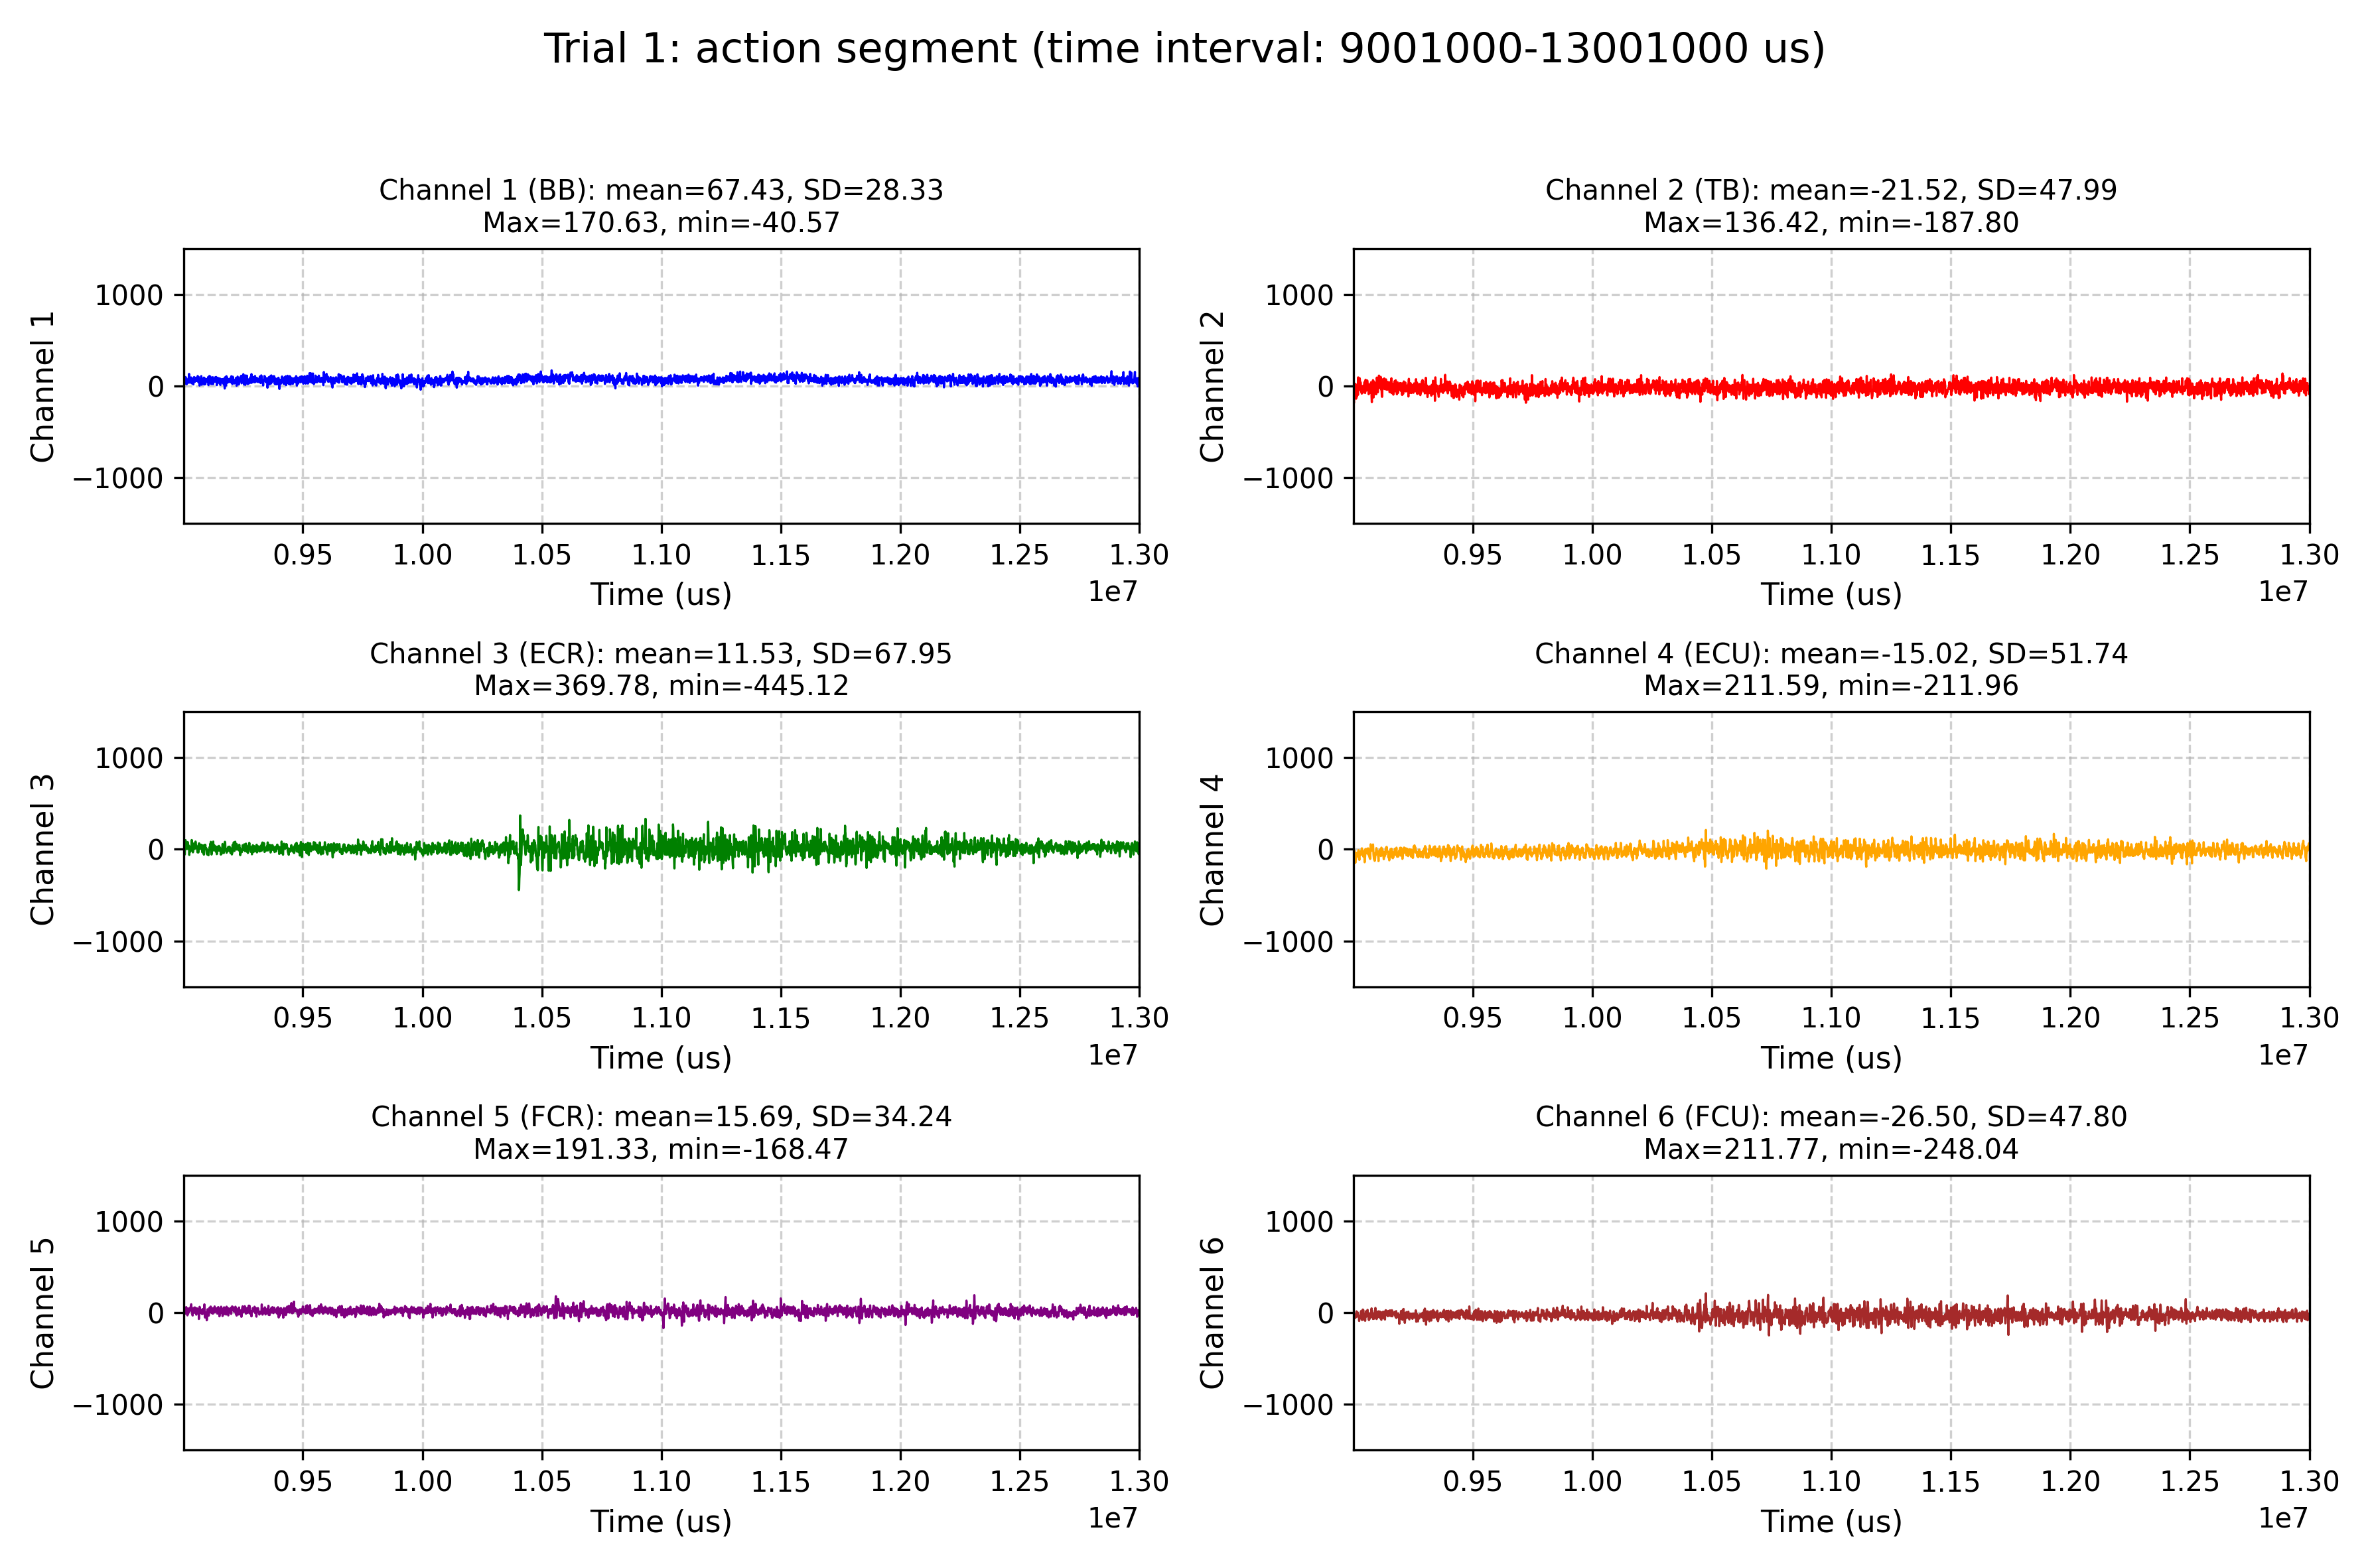 Trial 1: action segment (time interval: 9001000-13001000 us)
Channel 1 (BB): mean=67.43, SD=28.33
Max=170.63, min=-40.57
Channel 1
1000
0
−1000
0.95 1.00 1.05 1.10 1.15 1.20 1.25 1.30
Time (us)
1e7
Channel 2 (TB): mean=-21.52, SD=47.99
Max=136.42, min=-187.80
Channel 2
1000
0
−1000
0.95 1.00 1.05 1.10 1.15 1.20 1.25 1.30
Time (us)
1e7
Channel 3 (ECR): mean=11.53, SD=67.95
Max=369.78, min=-445.12
Channel 3
1000
0
−1000
0.95 1.00 1.05 1.10 1.15 1.20 1.25 1.30
Time (us)
1e7
Channel 4 (ECU): mean=-15.02, SD=51.74
Max=211.59, min=-211.96
Channel 4
1000
0
−1000
0.95 1.00 1.05 1.10 1.15 1.20 1.25 1.30
Time (us)
1e7
Channel 5 (FCR): mean=15.69, SD=34.24
Max=191.33, min=-168.47
Channel 5
1000
0
−1000
0.95 1.00 1.05 1.10 1.15 1.20 1.25 1.30
Time (us)
1e7
Channel 6 (FCU): mean=-26.50, SD=47.80
Max=211.77, min=-248.04
Channel 6
1000
0
−1000
0.95 1.00 1.05 1.10 1.15 1.20 1.25 1.30
Time (us)
1e7